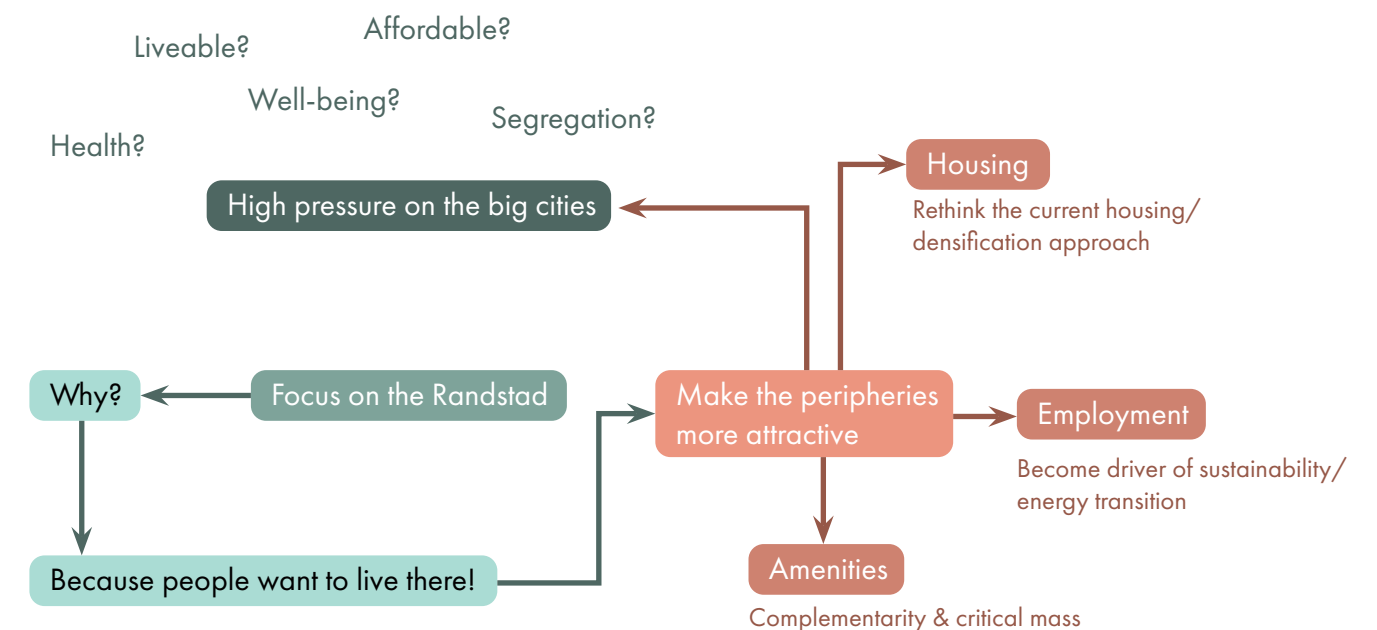 Affordable?
Liveable?
Well-being?
Segregation?
Health?
High pressure on the big cities
Housing
Rethink the current housing/
densification approach
Why?
Focus on the Randstad
Make the peripheries
more attractive
Employment
Become driver of sustainability/
energy transition
Because people want to live there!
Amenities
Complementarity & critical mass